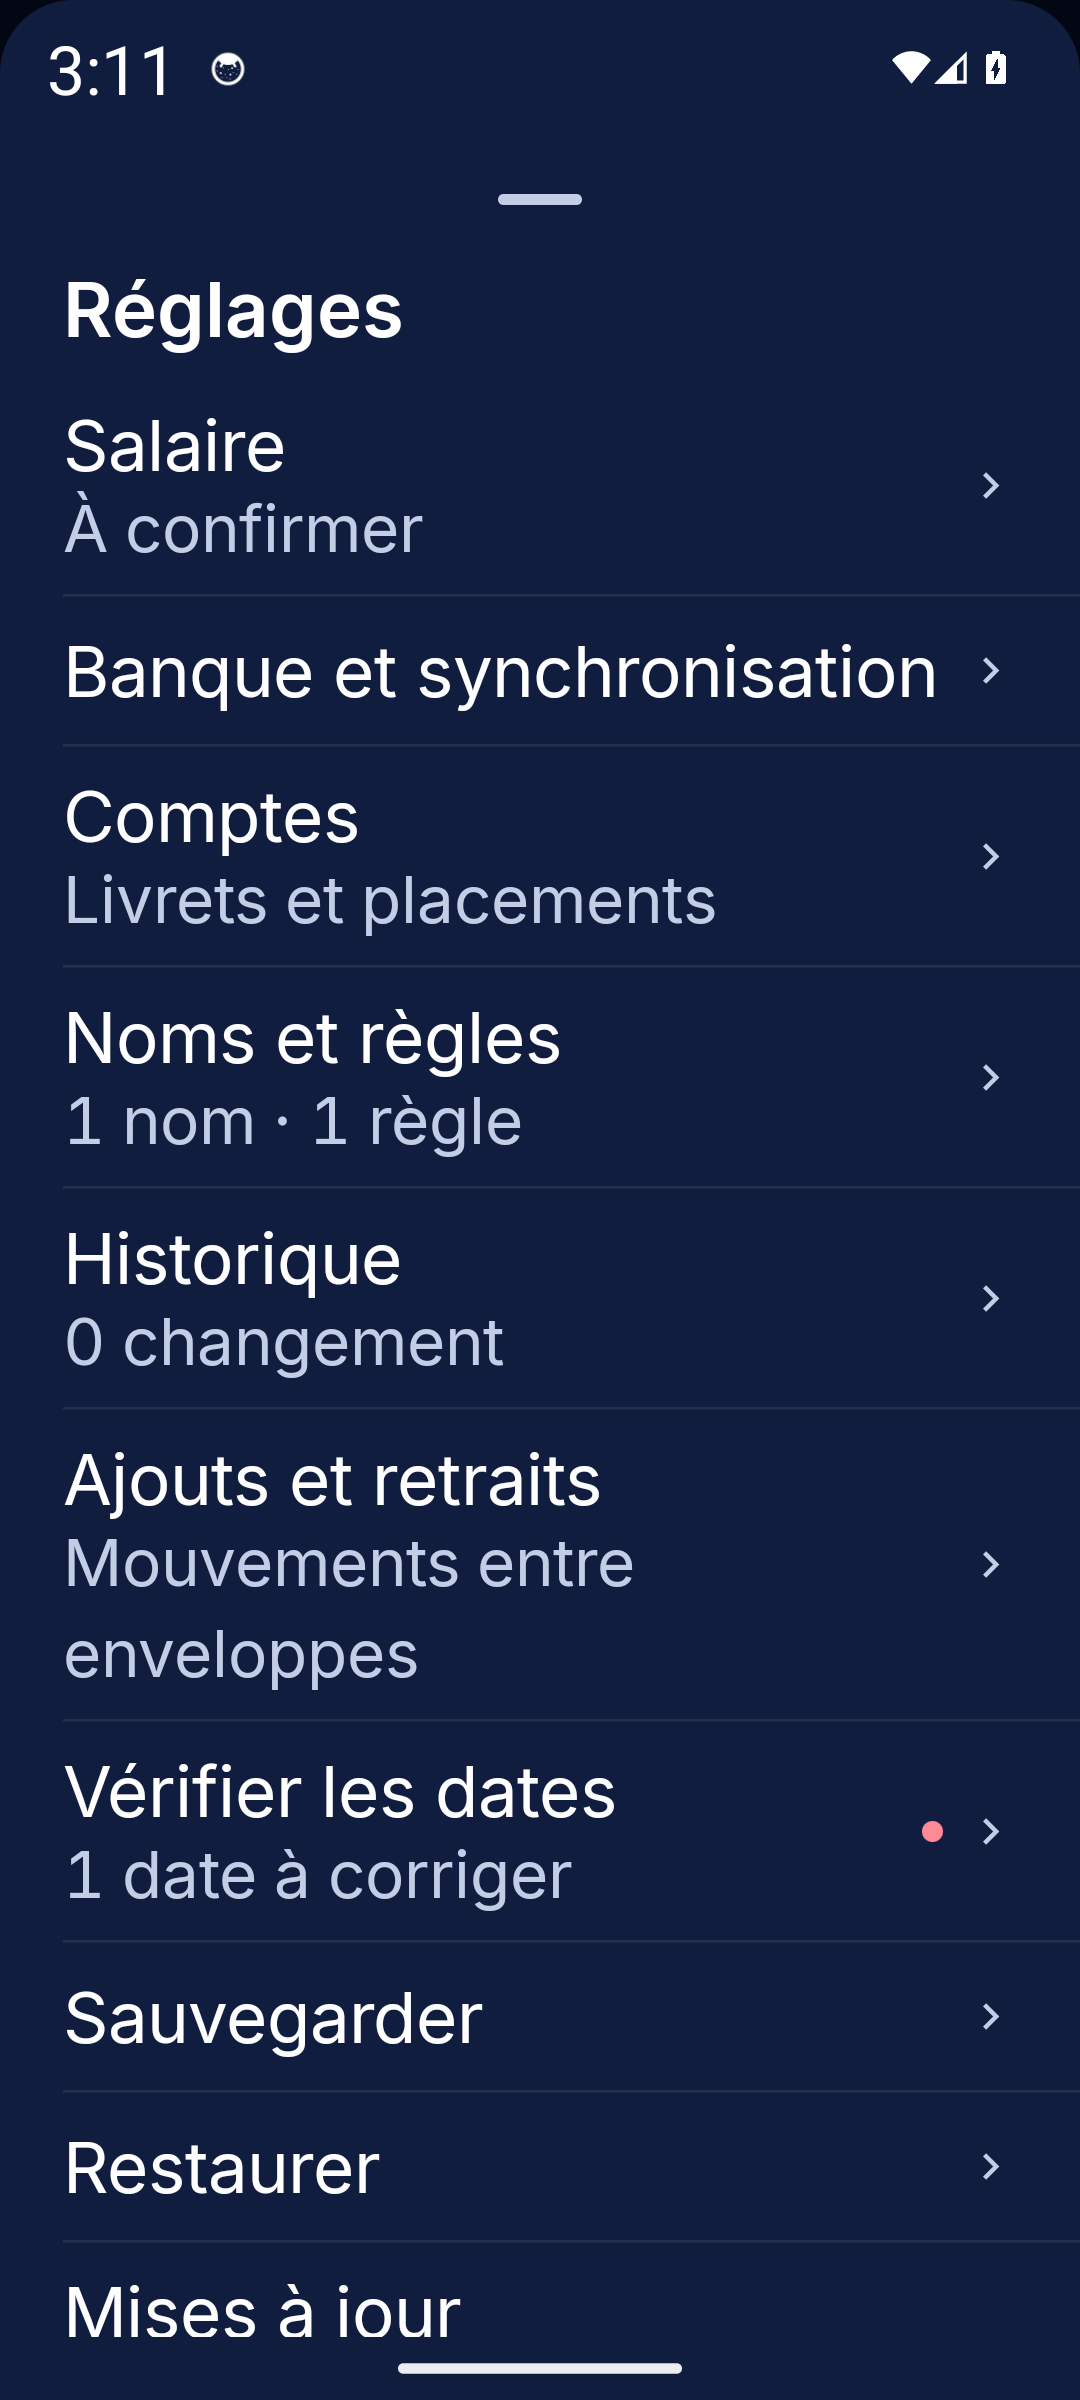 3:11
Réglages
Salaire
À confirmer
Banque et synchronisation
Comptes
Livrets et placements
Noms et règles
1 nom · 1 règle
Historique
0 changement
Ajouts et retraits
Mouvements entre
enveloppes
Vérifier les dates
1 date à corriger
Sauvegarder
Restaurer
Mises à jour